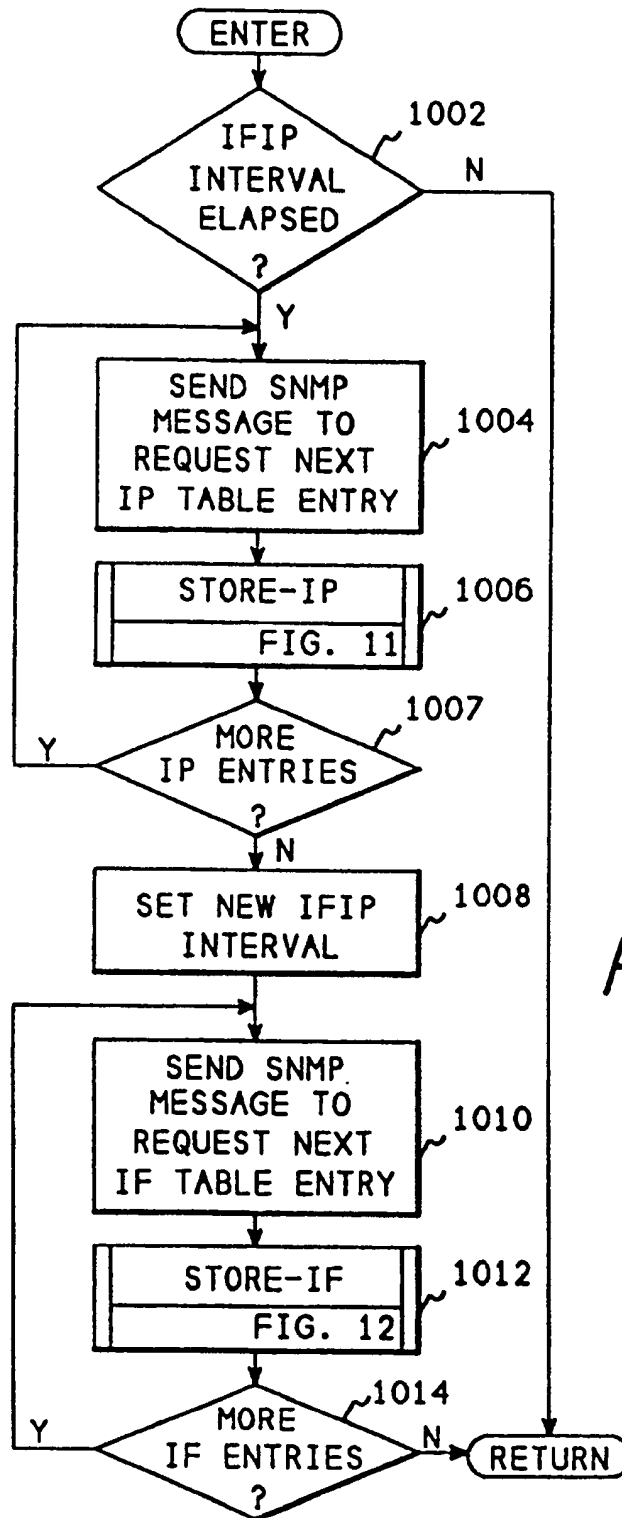 ENTER
IFIP
INTERVAL
ELAPSED
?
1002
N
Y
SEND SNMP
MESSAGE TO
REQUEST NEXT
IP TABLE ENTRY
1004
STORE-IP
FIG. 11
1006
MORE
IP ENTRIES
?
1007
Y
N
SET NEW IFIP
INTERVAL
1008
A
SEND SNMP.
MESSAGE TO
REQUEST NEXT
IF TABLE ENTRY
1010
STORE-IF
FIG. 12
1012
MORE
IF ENTRIES
?
1014
Y
N
RETURN